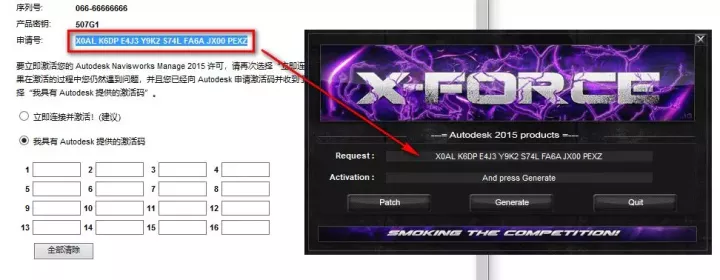 序列号: 066-66666666
产品密钥: 507G1
申请号: X0AL K6DP E4J3 Y9K2 S74L FA6A JX00 PEXZ
要立即激活您的 Autodesk Navisworks Manage 2015 许可，请再次选择“立即连
果在激活的过程中您仍然遇到问题，并且您已经向 Autodesk 申请激活码并收到了
择“我具有 Autodesk 提供的激活码”。
立即连接并激活！(建议)
我具有 Autodesk 提供的激活码
1 2 3 4
5 6 7 8
9 10 11 12
13 14 15 16
全部清除
X-FORCE
Autodesk 2015 products
Request : X0AL K6DP E4J3 Y9K2 S74L FA6A JX00 PEXZ
Activation : And press Generate
Patch Generate Quit
SMOKING THE COMPETITION!